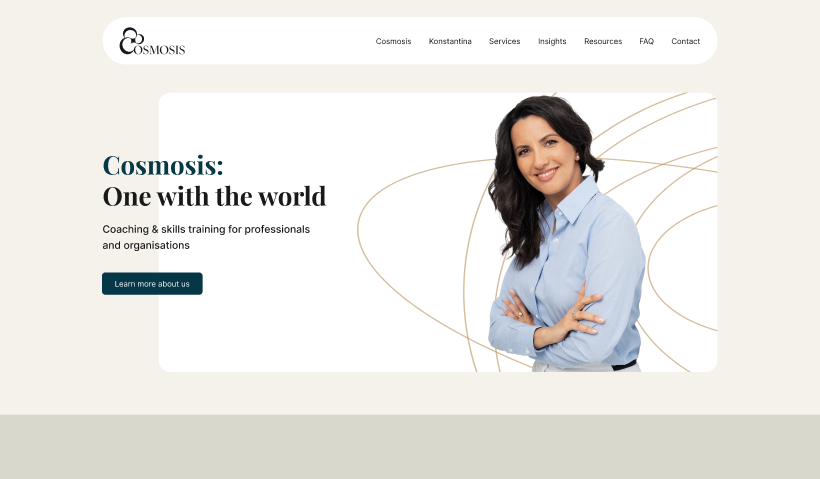 COSMOSIS
Cosmosis
Konstantina
Services
Insights
Resources
FAQ
Contact
Cosmosis:
One with the world
Coaching & skills training for professionals
and organisations
Learn more about us